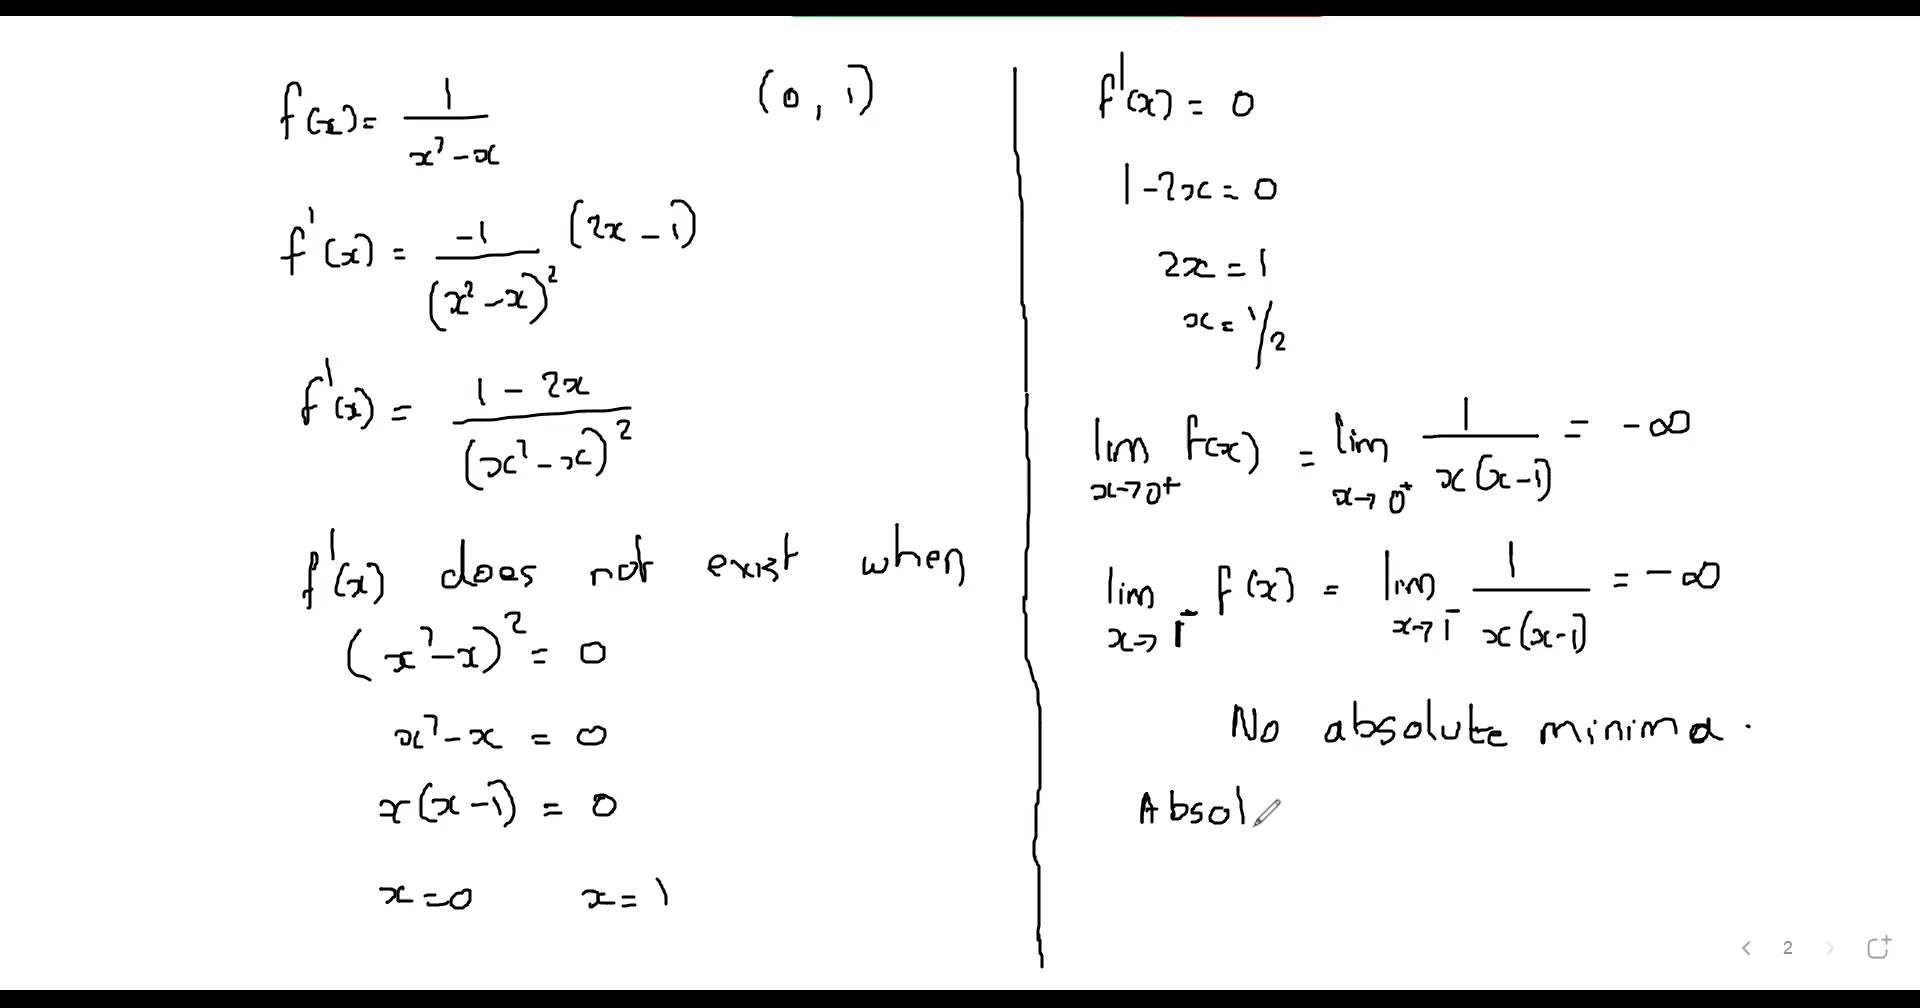 f(x) = 1/(x² - x)    (0, 1)
f'(x) = -1/(x² - x)² (2x - 1)
f'(x) = (1 - 2x)/(x² - x)²
f'(x) does not exist when
(x² - x)² = 0
x² - x = 0
x(x - 1) = 0
x = 0    x = 1
f'(x) = 0
1 - 2x = 0
2x = 1
x = 1/2
lim x→0⁺ f(x) = lim x→0⁺ 1/(x(x - 1)) = -∞
lim x→1⁻ f(x) = lim x→1⁻ 1/(x(x-1)) = -∞
No absolute minima.
Absol
2